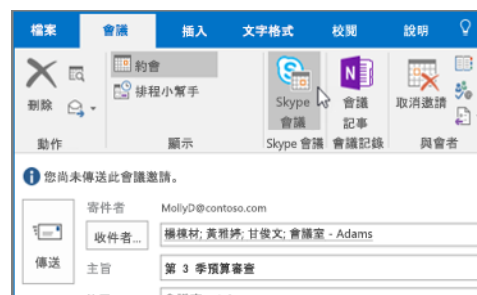 檔案 會議 插入 文字格式 校閱 說明
約會
排程小幫手
刪除
Skype 會議
會議 記事
取消邀請
動作 顯示 Skype 會議 會議記錄 與會者
您尚未傳送此會議邀請。
寄件者 MollyD@contoso.com
收件者... 楊棟材; 黃雅婷; 甘俊文; 會議室 - Adams
傳送
主旨 第 3 季預算審查